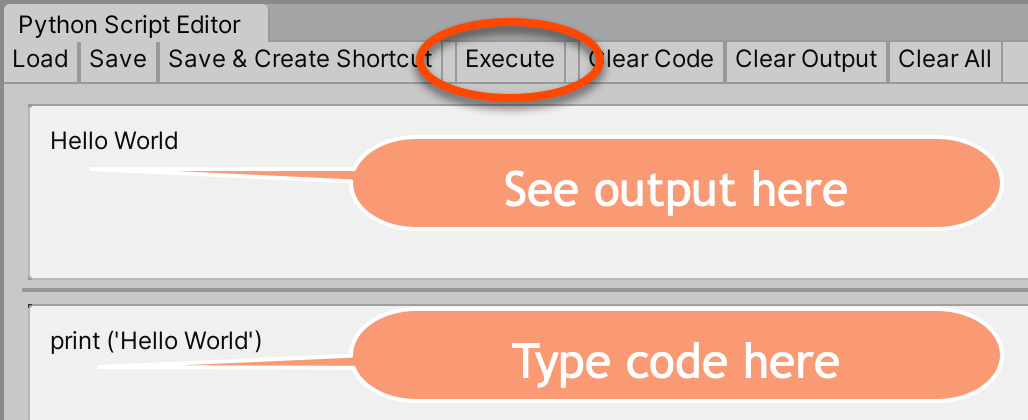 Python Script Editor
Load Save Save & Create Shortcut Execute Clear Code Clear Output Clear All
Hello World
See output here
print ('Hello World')
Type code here